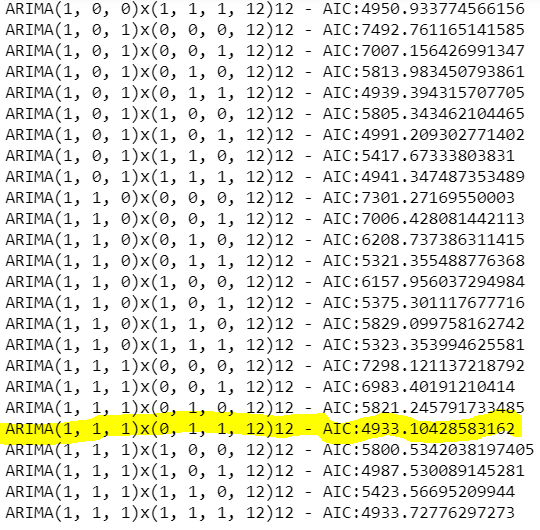 ARIMA(1, 0, 0)x(1, 1, 1, 12)12 - AIC:4950.933774566156
ARIMA(1, 0, 1)x(0, 0, 0, 12)12 - AIC:7492.761165141585
ARIMA(1, 0, 1)x(0, 0, 1, 12)12 - AIC:7007.156426991347
ARIMA(1, 0, 1)x(0, 1, 0, 12)12 - AIC:5813.983450793861
ARIMA(1, 0, 1)x(0, 1, 1, 12)12 - AIC:4939.394315707705
ARIMA(1, 0, 1)x(1, 0, 0, 12)12 - AIC:5805.343462104465
ARIMA(1, 0, 1)x(1, 0, 1, 12)12 - AIC:4991.209302771402
ARIMA(1, 0, 1)x(1, 1, 0, 12)12 - AIC:5417.67333803831
ARIMA(1, 0, 1)x(1, 1, 1, 12)12 - AIC:4941.347487353489
ARIMA(1, 1, 0)x(0, 0, 0, 12)12 - AIC:7301.27169550003
ARIMA(1, 1, 0)x(0, 0, 1, 12)12 - AIC:7006.428081442113
ARIMA(1, 1, 0)x(0, 1, 0, 12)12 - AIC:6208.737386311415
ARIMA(1, 1, 0)x(0, 1, 1, 12)12 - AIC:5321.355488776368
ARIMA(1, 1, 0)x(1, 0, 0, 12)12 - AIC:6157.956037294984
ARIMA(1, 1, 0)x(1, 0, 1, 12)12 - AIC:5375.301117677716
ARIMA(1, 1, 0)x(1, 1, 0, 12)12 - AIC:5829.099758162742
ARIMA(1, 1, 0)x(1, 1, 1, 12)12 - AIC:5323.353994625581
ARIMA(1, 1, 1)x(0, 0, 0, 12)12 - AIC:7298.121137218792
ARIMA(1, 1, 1)x(0, 0, 1, 12)12 - AIC:6983.40191210414
ARIMA(1, 1, 1)x(0, 1, 0, 12)12 - AIC:5821.245791733485
ARIMA(1, 1, 1)x(0, 1, 1, 12)12 - AIC:4933.10428583162
ARIMA(1, 1, 1)x(1, 0, 0, 12)12 - AIC:5800.5342038197405
ARIMA(1, 1, 1)x(1, 0, 1, 12)12 - AIC:4987.530089145281
ARIMA(1, 1, 1)x(1, 1, 0, 12)12 - AIC:5423.56695209944
ARIMA(1, 1, 1)x(1, 1, 1, 12)12 - AIC:4933.72776297273